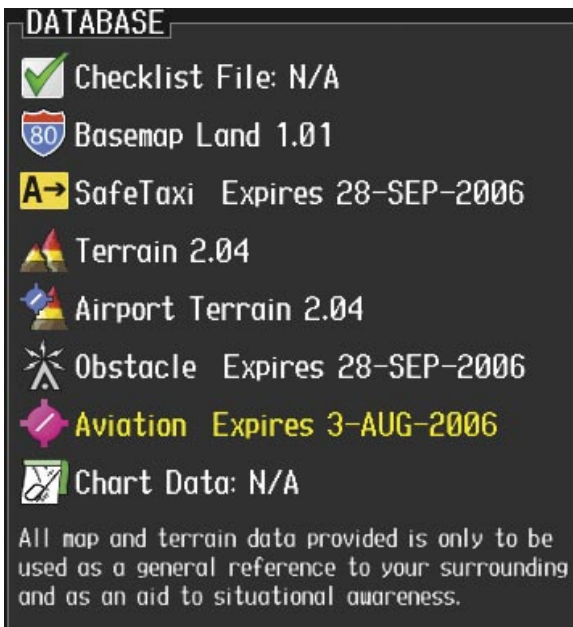 DATABASE
Checklist File: N/A
80 Basemap Land 1.01
A→ SafeTaxi Expires 28-SEP-2006
Terrain 2.04
Airport Terrain 2.04
Obstacle Expires 28-SEP-2006
Aviation Expires 3-AUG-2006
Chart Data: N/A
All map and terrain data provided is only to be
used as a general reference to your surrounding
and as an aid to situational awareness.